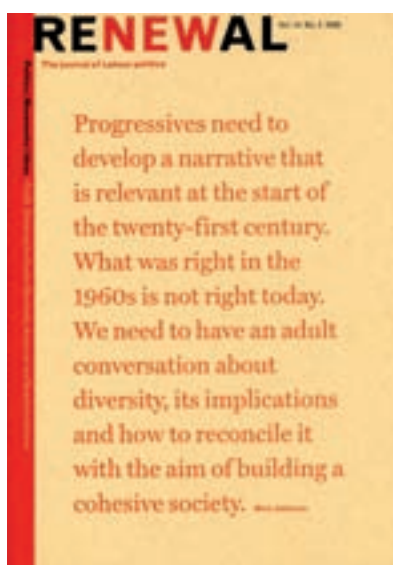 RENEWAL
The journal of Labour politics
Progressives need to
develop a narrative that
is relevant at the start of
the twenty-first century.
What was right in the
1960s is not right today.
We need to have an adult
conversation about
diversity, its implications
and how to reconcile it
with the aim of building a
cohesive society.